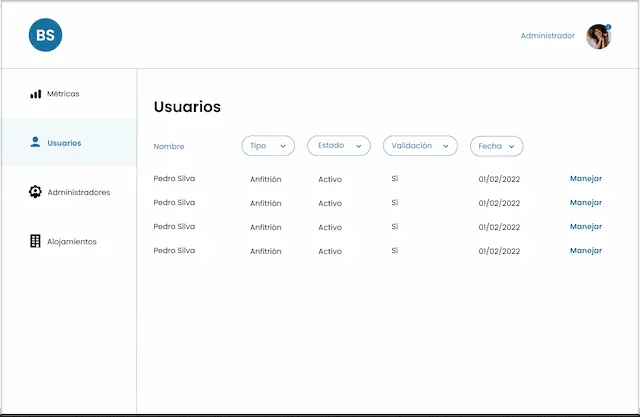 BS
Administrador
Métricas
Usuarios
Administradores
Alojamientos
Usuarios
Nombre Tipo Estado Validación Fecha
Pedro Silva Anfitrión Activo Sí 01/02/2022 Manejar
Pedro Silva Anfitrión Activo Sí 01/02/2022 Manejar
Pedro Silva Anfitrión Activo Sí 01/02/2022 Manejar
Pedro Silva Anfitrión Activo Sí 01/02/2022 Manejar